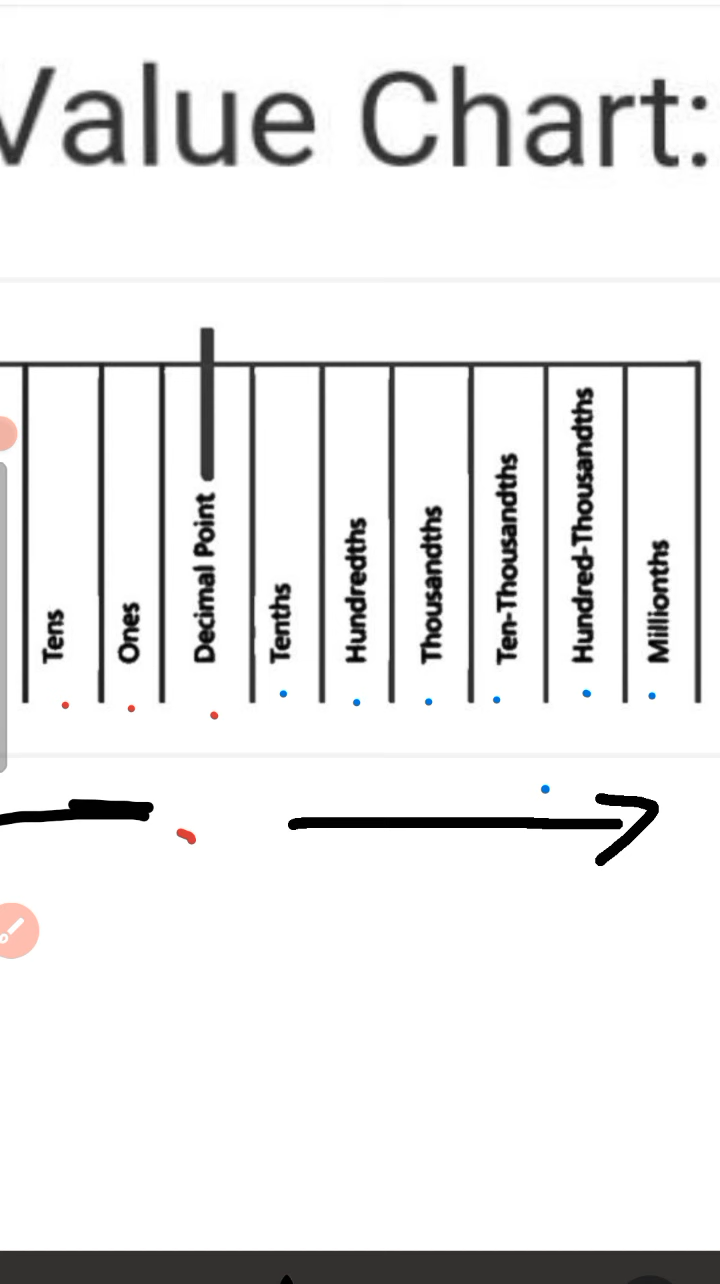 Value Chart:
Tens
Ones
Decimal Point
Tenths
Hundredths
Thousandths
Ten-Thousandths
Hundred-Thousandths
Millionths